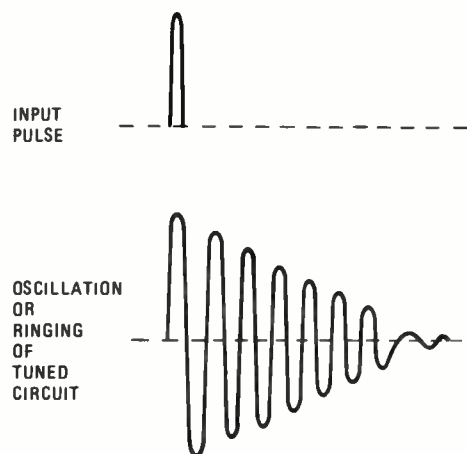 INPUT
PULSE
OSCILLATION
OR
RINGING
OF
TUNED
CIRCUIT